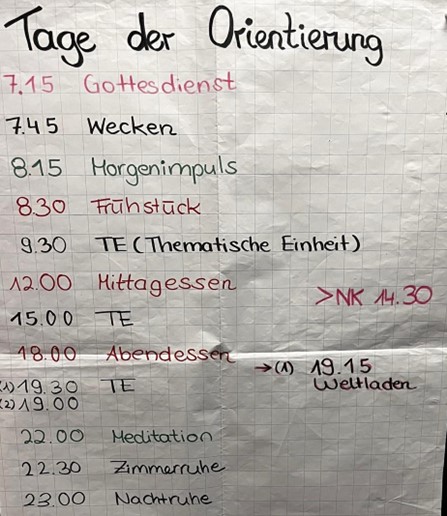 Tage der Orientierung
7.15 Gottesdienst
7.45 Wecken
8.15 Morgenimpuls
8.30 Frühstück
9.30 TE (Thematische Einheit)
12.00 Mittagessen
>NK 14.30
15.00 TE
18.00 Abendessen
→(1) 19.15
Weltladen
(1) 19.30 TE
(2) 19.00
22.00 Meditation
22.30 Zimmerruhe
23.00 Nachtruhe